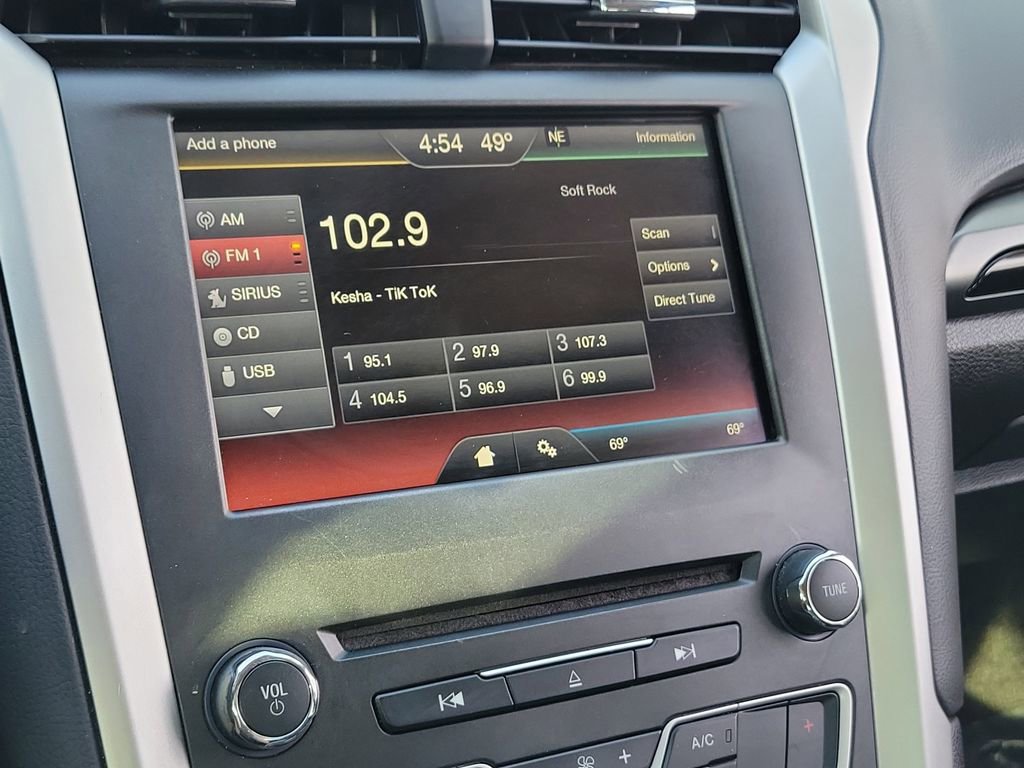 Add a phone 4:54 49° NE Information
Soft Rock
AM
102.9
FM 1
Scan
SIRIUS
Kesha - TiK ToK
Options
Direct Tune
CD
1 95.1 2 97.9 3 107.3
USB
4 104.5 5 96.9 6 99.9
69° 69°
TUNE
VOL
A/C
+
+